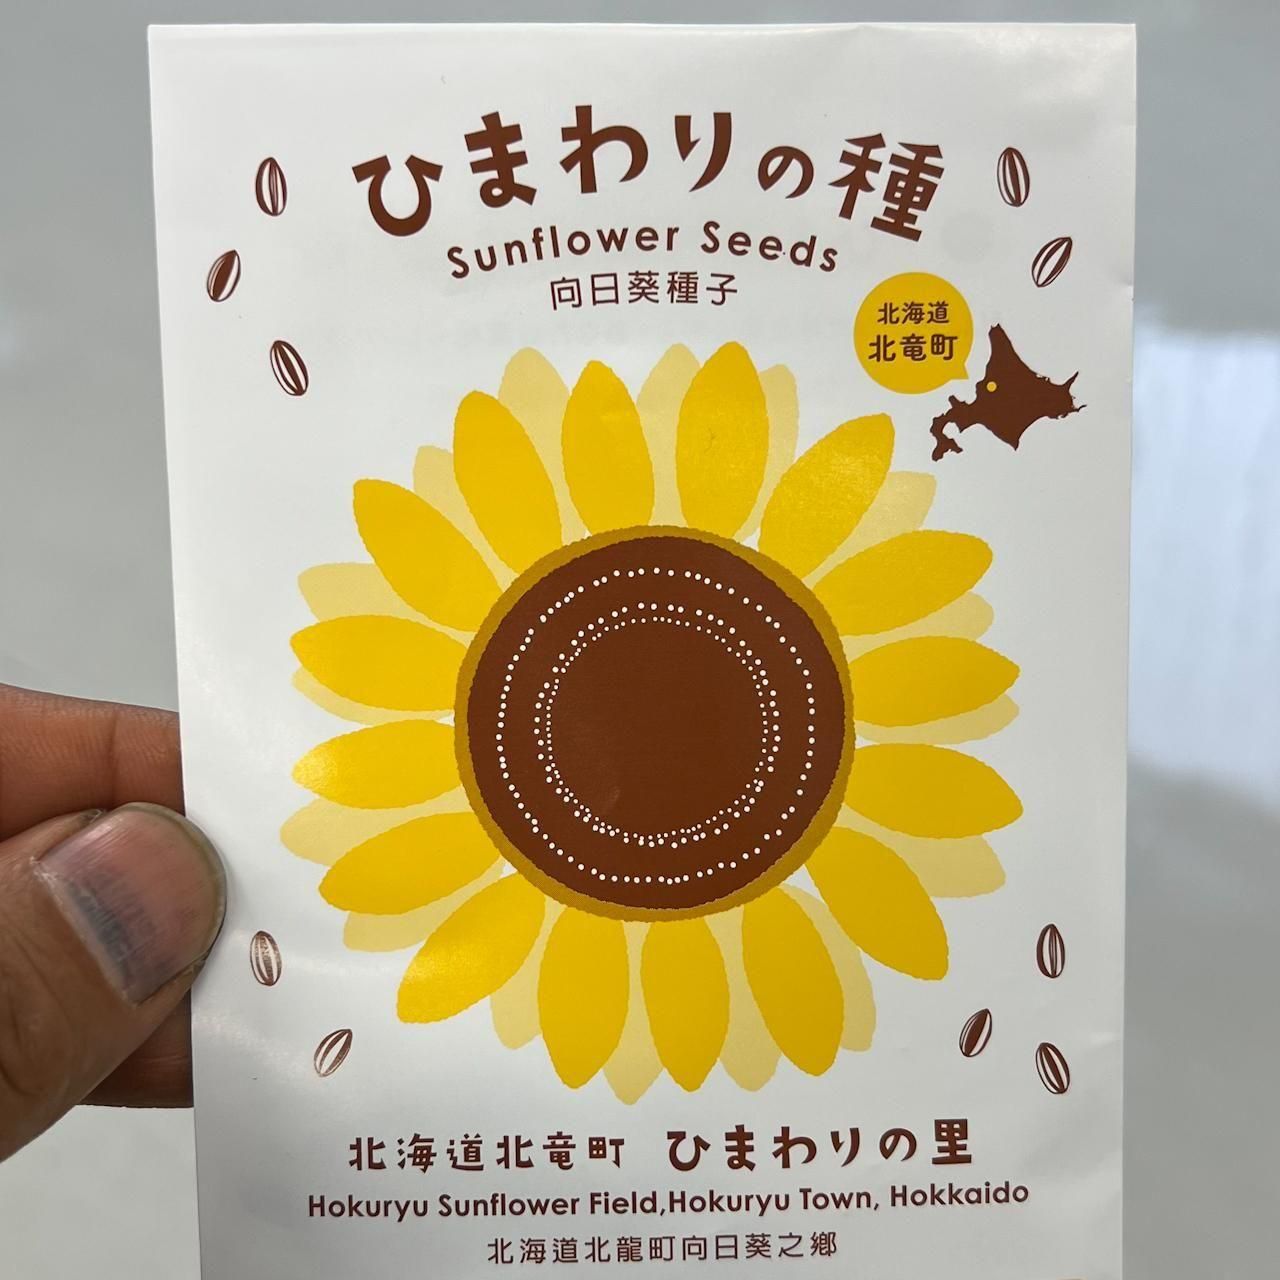 ひまわりの種
Sunflower Seeds
向日葵種子
北海道
北竜町
北海道北竜町 ひまわりの里
Hokuryu Sunflower Field,Hokuryu Town, Hokkaido
北海道北龍町向日葵之鄉